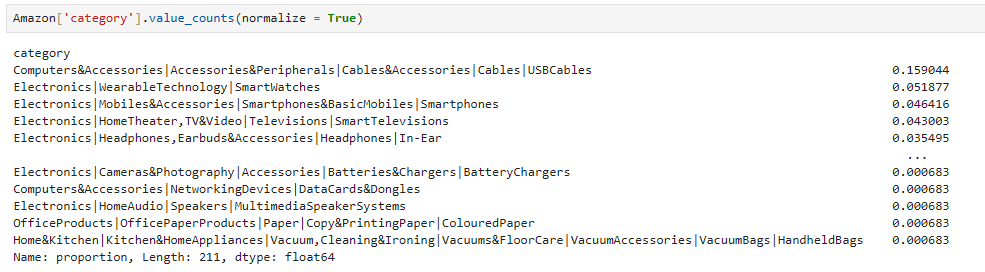 Amazon['category'].value_counts(normalize = True)
category
Computers&Accessories|Accessories&Peripherals|Cables&Accessories|Cables|USBCables 0.159044
Electronics|WearableTechnology|SmartWatches 0.051877
Electronics|Mobiles&Accessories|Smartphones&BasicMobiles|Smartphones 0.046416
Electronics|HomeTheater,TV&Video|Televisions|SmartTelevisions 0.043003
Electronics|Headphones,Earbuds&Accessories|Headphones|In-Ear 0.035495
...
Electronics|Cameras&Photography|Accessories|Batteries&Chargers|BatteryChargers 0.000683
Computers&Accessories|NetworkingDevices|DataCards&Dongles 0.000683
Electronics|HomeAudio|Speakers|MultimediaSpeakerSystems 0.000683
OfficeProducts|OfficePaperProducts|Paper|Copy&PrintingPaper|ColouredPaper 0.000683
Home&Kitchen|Kitchen&HomeAppliances|Vacuum,Cleaning&Ironing|Vacuums&FloorCare|VacuumAccessories|VacuumBags|HandheldBags 0.000683
Name: proportion, Length: 211, dtype: float64